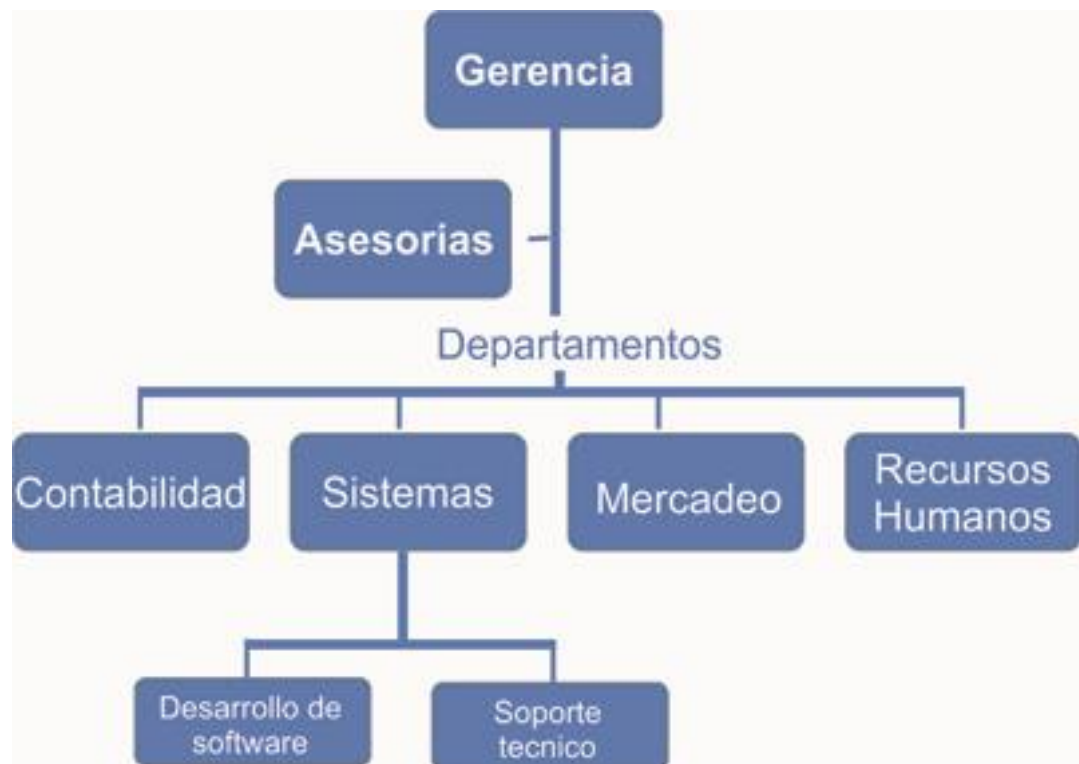 Gerencia
Asesorias
Departamentos
Contabilidad
Sistemas
Mercadeo
Recursos
Humanos
Desarrollo de
software
Soporte
tecnico